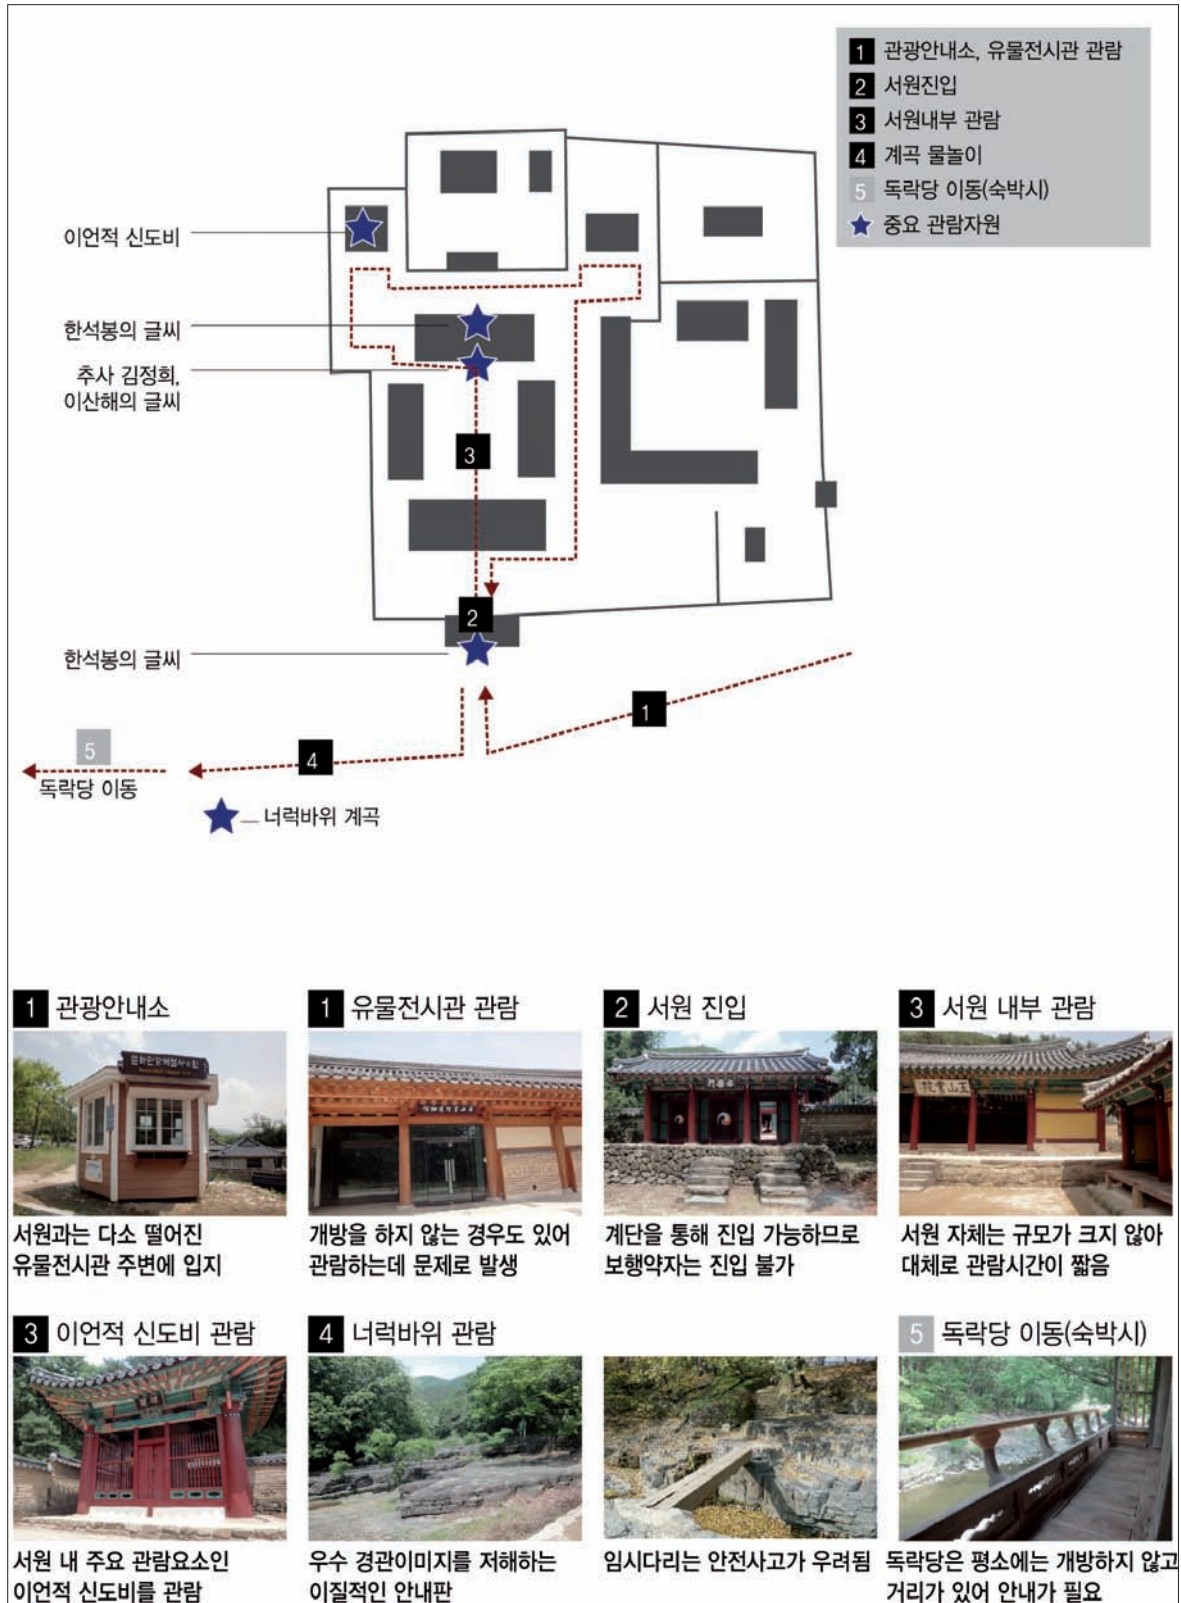 1 관광안내소, 유물전시관 관람
2 서원진입
3 서원내부 관람
4 계곡 물놀이
5 독락당 이동(숙박시)
중요 관람자원
이언적 신도비
한석봉의 글씨
추사 김정희,
이산해의 글씨
3
2
한석봉의 글씨
1
5
4
독락당 이동
너럭바위 계곡
1 관광안내소
1 유물전시관 관람
2 서원 진입
3 서원 내부 관람
서원과는 다소 떨어진
유물전시관 주변에 입지
개방을 하지 않는 경우도 있어
관람하는데 문제로 발생
계단을 통해 진입 가능하므로
보행약자는 진입 불가
서원 자체는 규모가 크지 않아
대체로 관람시간이 짧음
3 이언적 신도비 관람
4 너럭바위 관람
5 독락당 이동(숙박시)
서원 내 주요 관람요소인
이언적 신도비를 관람
우수 경관이미지를 저해하는
이질적인 안내판
임시다리는 안전사고가 우려됨
독락당은 평소에는 개방하지 않고
거리가 있어 안내가 필요